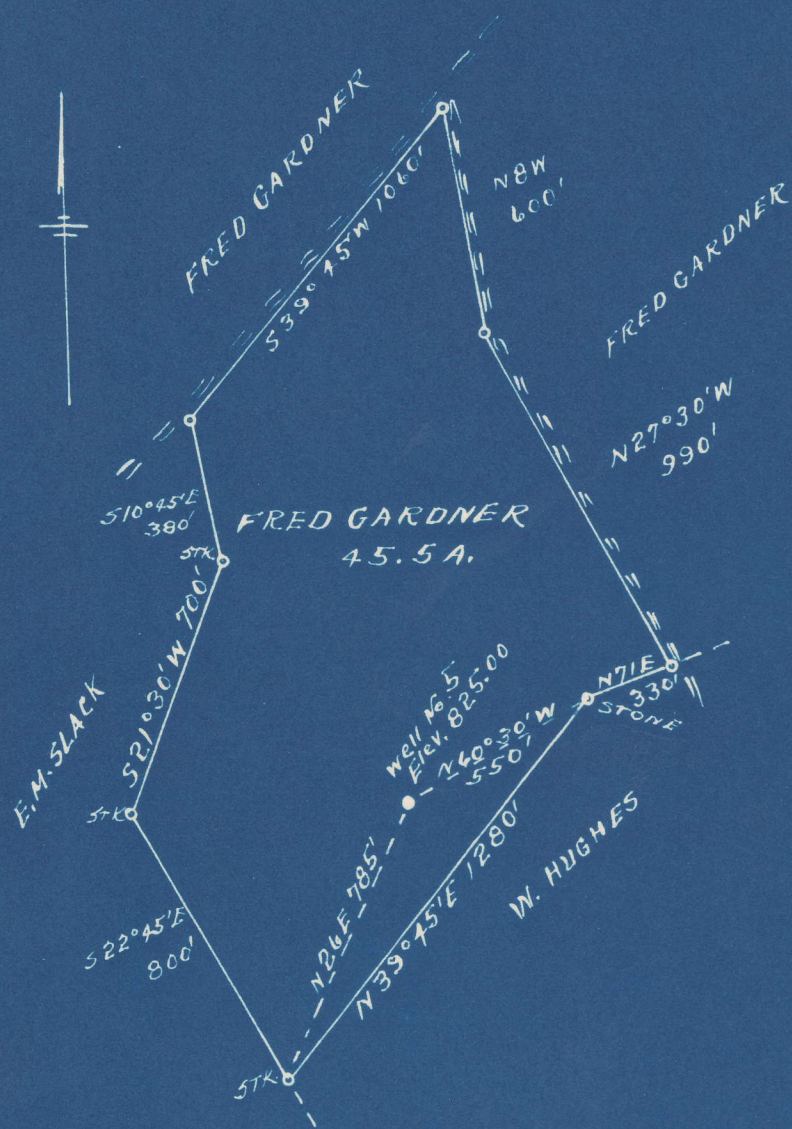 FRED GARDNER
S39°45'W 1060'
N8W
600'
FRED GARDNER
N27°30'W
990'
S10°45'E
380'
STK.
FRED GARDNER
45.5 A.
S21°30'W 700'
E.M. SLACK
STK
Well No. 5
Elev. 825.00
N60°30'W
550'
N71E
330'
STONE
W. HUGHES
N26E 785'
N39°45'E 1280'
S22°45'E
800'
STK.